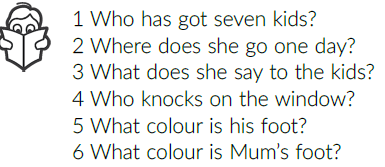 1 Who has got seven kids?
2 Where does she go one day?
3 What does she say to the kids?
4 Who knocks on the window?
5 What colour is his foot?
6 What colour is Mum's foot?